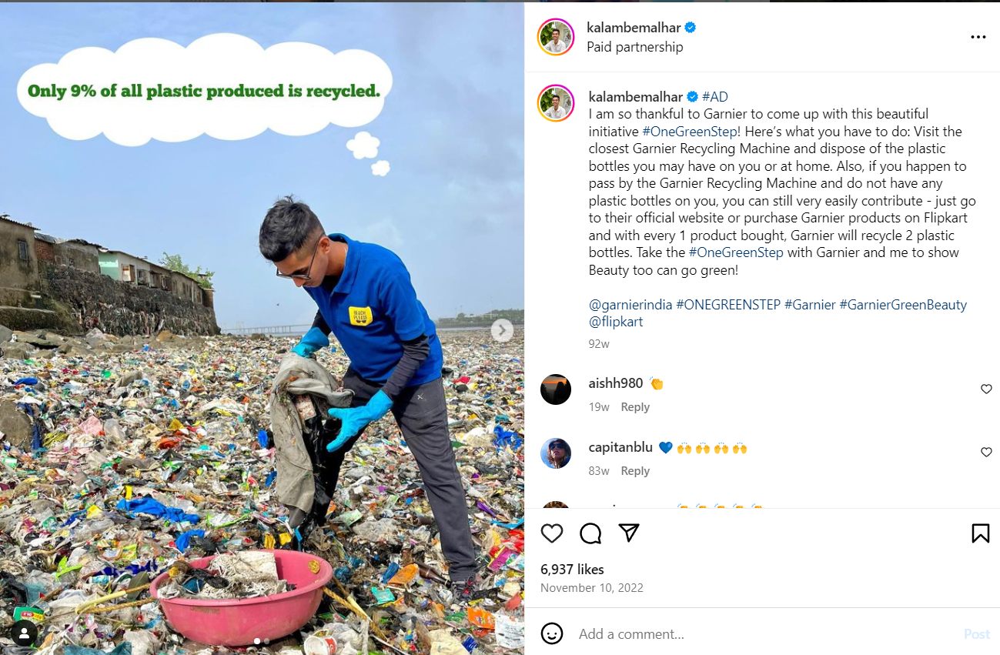 Only 9% of all plastic produced is recycled.
BEACH
PLEASE
kalambemalhar
Paid partnership
kalambemalhar #AD
I am so thankful to Garnier to come up with this beautiful
initiative #OneGreenStep! Here’s what you have to do: Visit the
closest Garnier Recycling Machine and dispose of the plastic
bottles you may have on you or at home. Also, if you happen to
pass by the Garnier Recycling Machine and do not have any
plastic bottles on you, you can still very easily contribute - just go
to their official website or purchase Garnier products on Flipkart
and with every 1 product bought, Garnier will recycle 2 plastic
bottles. Take the #OneGreenStep with Garnier and me to show
Beauty too can go green!
@garnierindia #ONEGREENSTEP #Garnier #GarnierGreenBeauty
@flipkart
92w
aishh980 👏
19w Reply
capitanblu 💙🙌🙌🙌🙌
83w Reply
6,937 likes
November 10, 2022
Add a comment...
Post